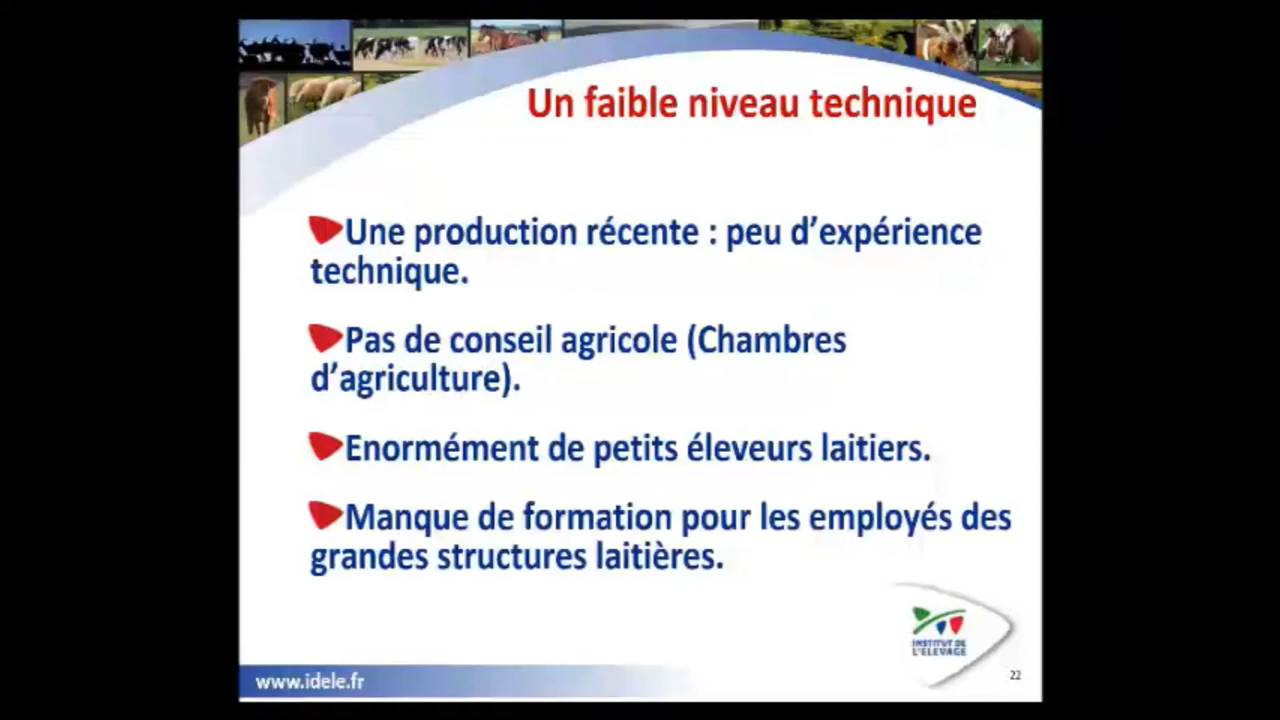 Un faible niveau technique
Une production récente : peu d’expérience
technique.
Pas de conseil agricole (Chambres
d’agriculture).
Enormément de petits éleveurs laitiers.
Manque de formation pour les employés des
grandes structures laitières.
INSTITUT DE
L'ELEVAGE
www.idele.fr
22